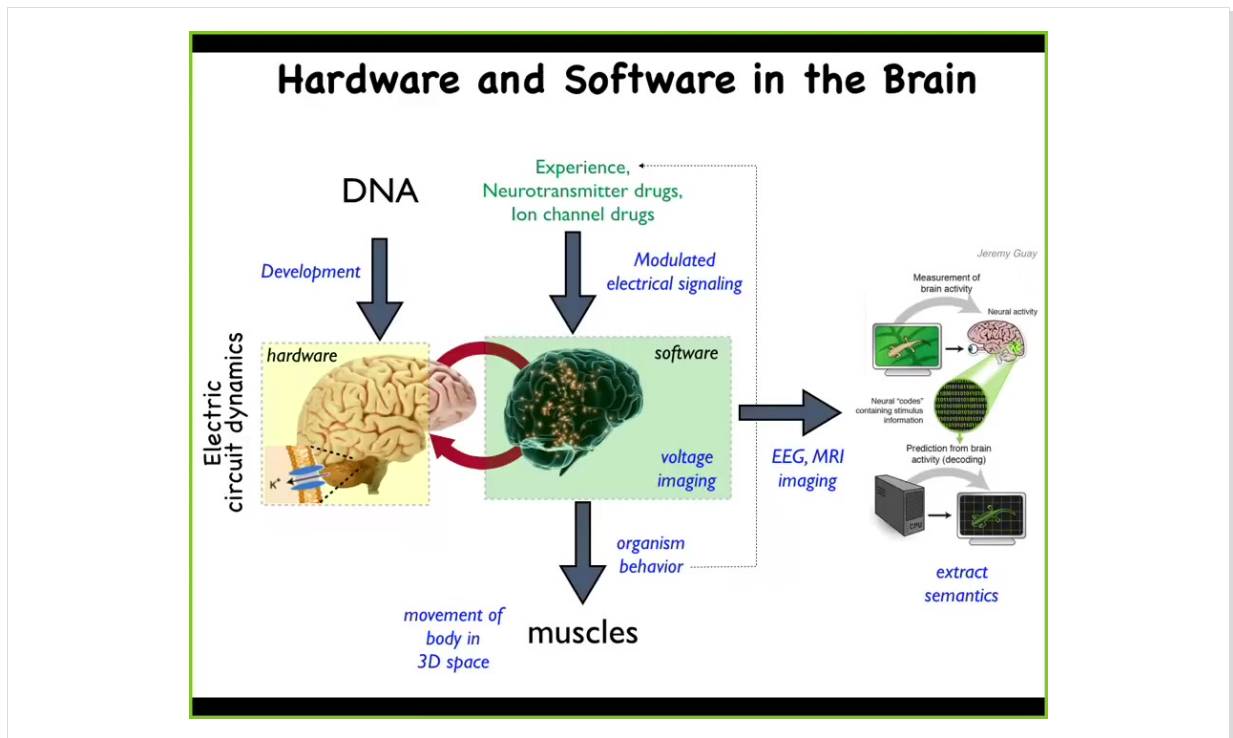 Hardware and Software in the Brain
DNA
Experience,
Neurotransmitter drugs,
Ion channel drugs
Development
Modulated
electrical signaling
Electric
circuit dynamics
hardware
K+
software
voltage
imaging
EEG, MRI
imaging
organism
behavior
movement of
body in
3D space
muscles
Jeremy Guay
Measurement of
brain activity
Neural activity
Neural "codes"
containing stimulus
information
Prediction from brain
activity (decoding)
CPU
extract
semantics